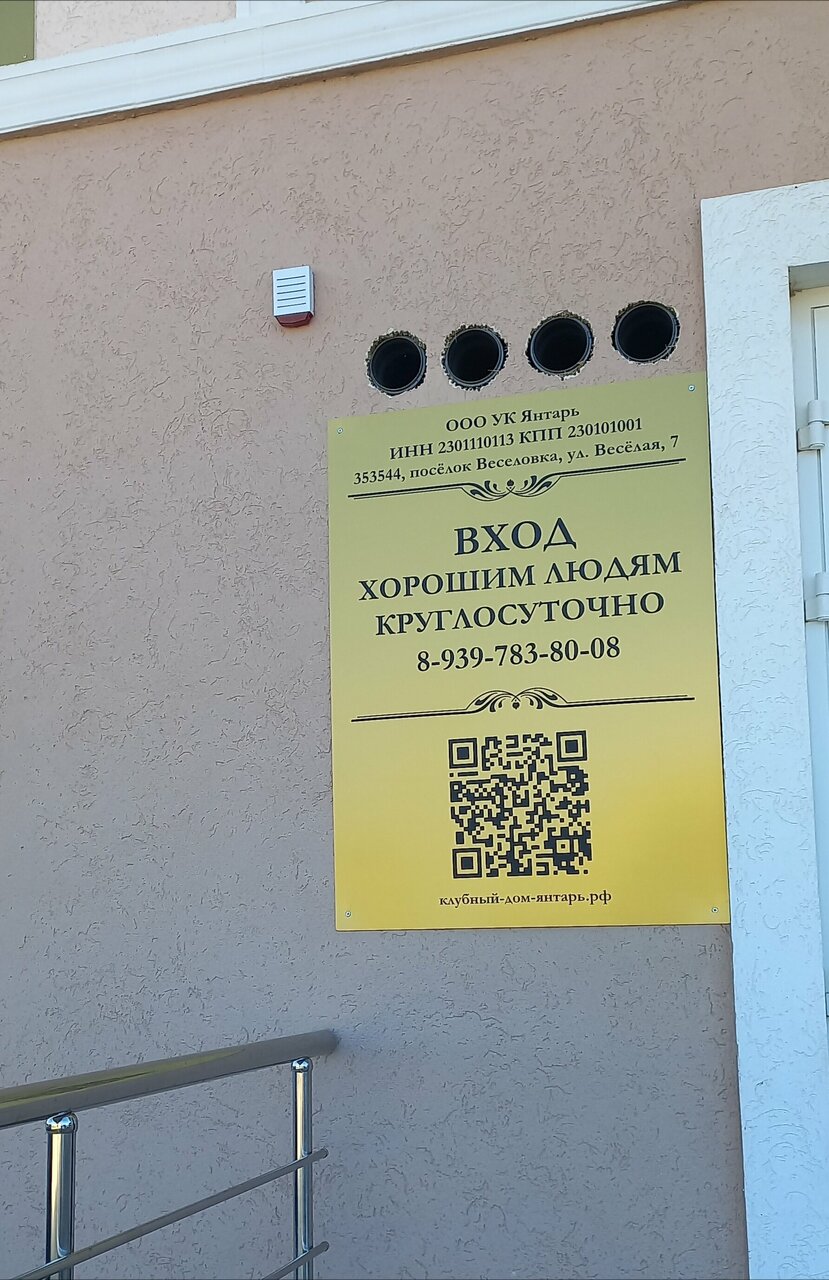 ООО УК Янтарь
ИНН 2301110113 КПП 230101001
353544, посёлок Веселовка, ул. Весёлая, 7
ВХОД
ХОРОШИМ ЛЮДЯМ
КРУГЛОСУТОЧНО
8-939-783-80-08
клубный-дом-янтарь.рф